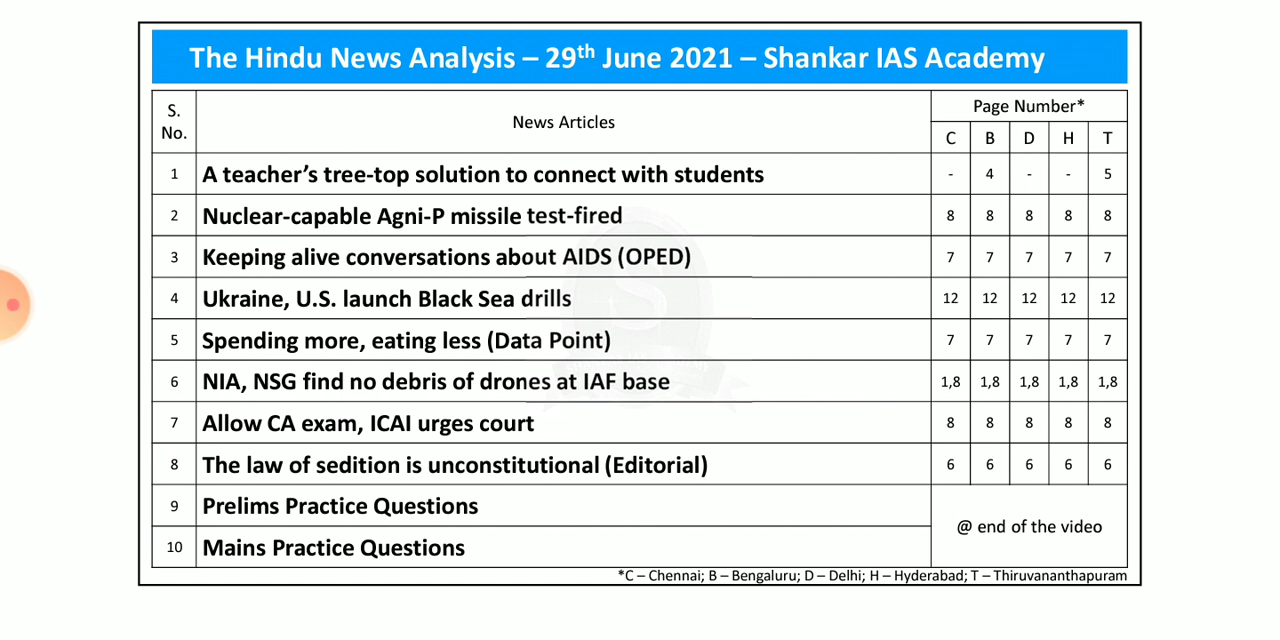 The Hindu News Analysis – 29th June 2021 – Shankar IAS Academy
S. No. News Articles Page Number*
C B D H T
1 A teacher's tree-top solution to connect with students - 4 - - 5
2 Nuclear-capable Agni-P missile test-fired 8 8 8 8 8
3 Keeping alive conversations about AIDS (OPED) 7 7 7 7 7
4 Ukraine, U.S. launch Black Sea drills 12 12 12 12 12
5 Spending more, eating less (Data Point) 7 7 7 7 7
6 NIA, NSG find no debris of drones at IAF base 1,8 1,8 1,8 1,8 1,8
7 Allow CA exam, ICAI urges court 8 8 8 8 8
8 The law of sedition is unconstitutional (Editorial) 6 6 6 6 6
9 Prelims Practice Questions
@ end of the video
10 Mains Practice Questions
*C – Chennai; B – Bengaluru; D – Delhi; H – Hyderabad; T – Thiruvananthapuram